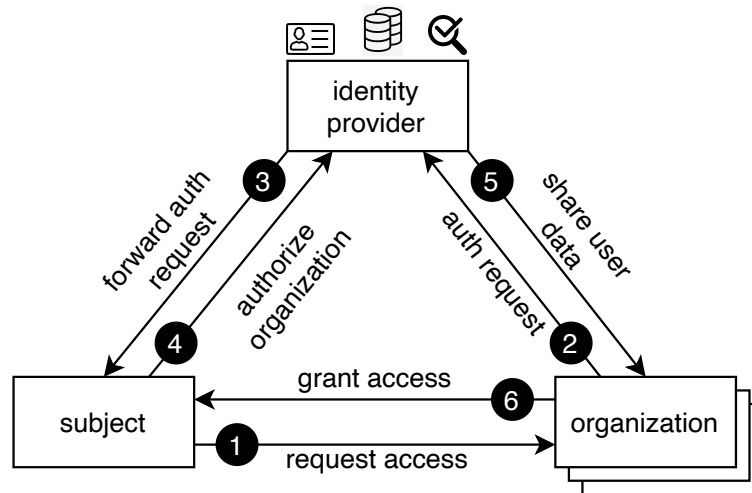 identity
provider
3
5
forward auth
request
authorize
organization
auth request
share user
data
4
2
grant access
6
subject
organization
1
request access